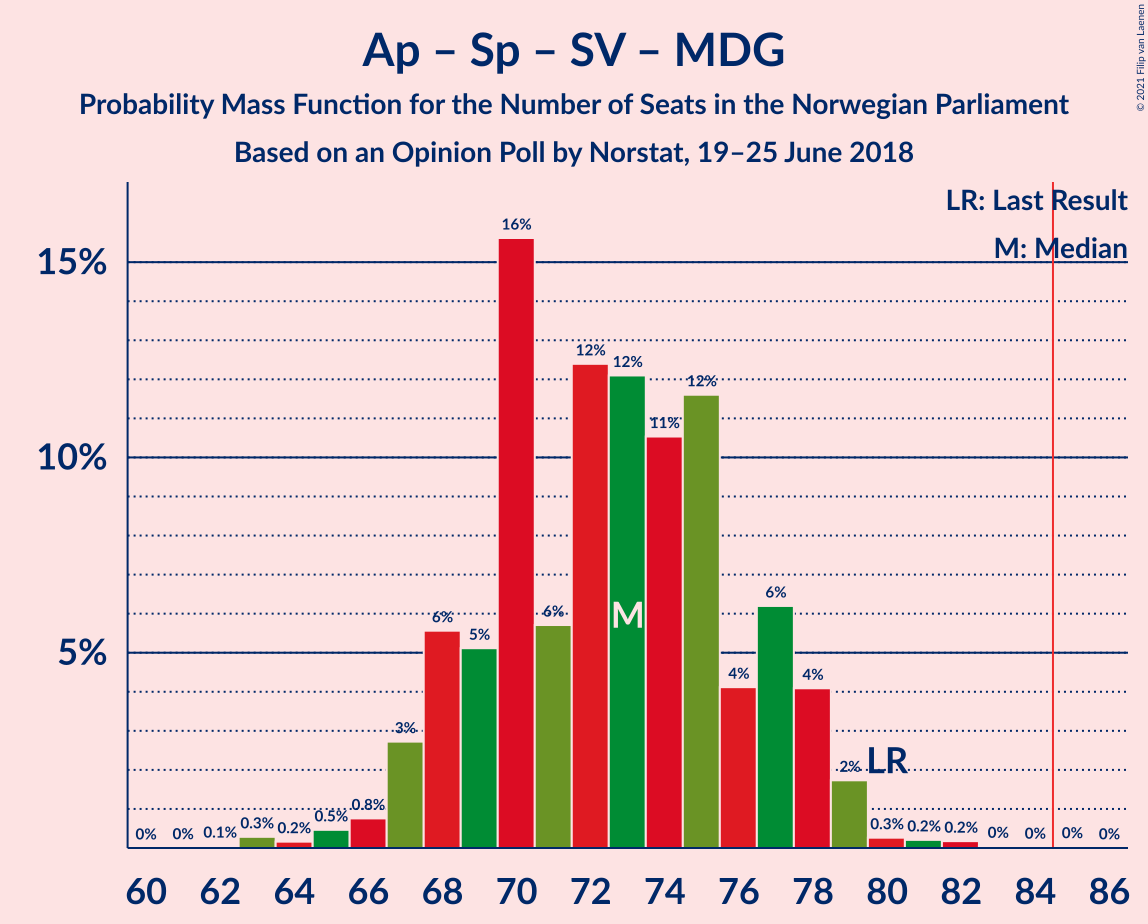 Ap – Sp – SV – MDG
Probability Mass Function for the Number of Seats in the Norwegian Parliament
Based on an Opinion Poll by Norstat, 19–25 June 2018
© 2021 Filip van Laenen
LR: Last Result
M: Median
15%
10%
5%
0% 0% 0.1% 0.3% 0.2% 0.5% 0.8% 3% 6% 5% 16% 6% 12% 12% 11% 12% 4% 6% 4% 2% 0.3% 0.2% 0.2% 0% 0% 0% 0%
M
LR
60 62 64 66 68 70 72 74 76 78 80 82 84 86